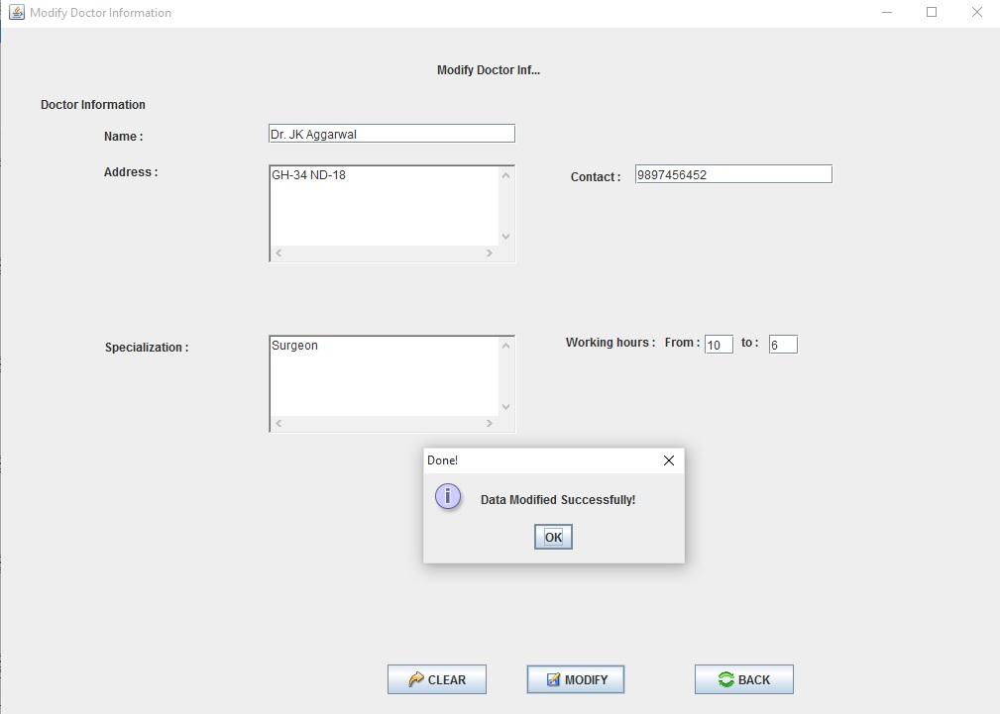 Modify Doctor Information
Modify Doctor Inf...
Doctor Information
Name :
Dr. JK Aggarwal
Address :
GH-34 ND-18
Contact :
9897456452
Specialization :
Surgeon
Working hours : From : 10 to : 6
Done!
i
Data Modified Successfully!
OK
CLEAR MODIFY BACK